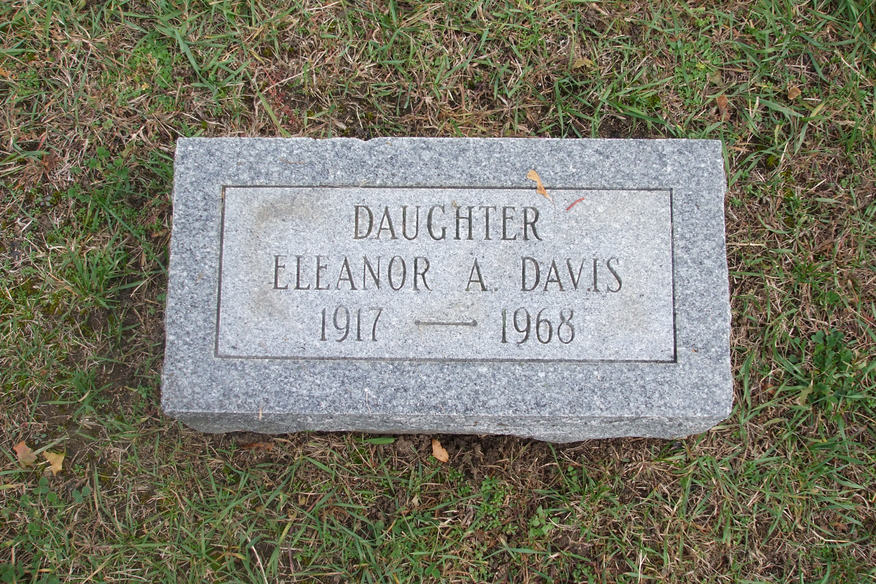 DAUGHTER
ELEANOR A. DAVIS
1917 — 1968